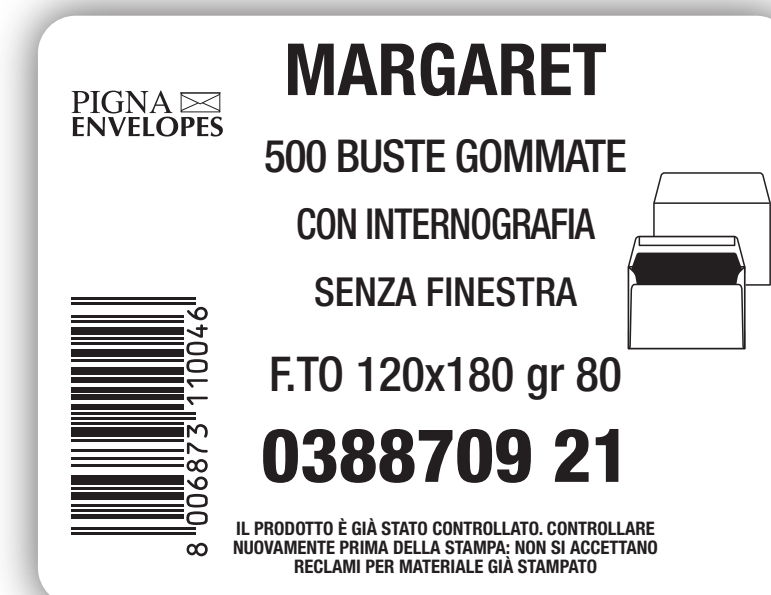 MARGARET
PIGNA
ENVELOPES
500 BUSTE GOMMATE
CON INTERNOGRAFIA
SENZA FINESTRA
F.TO 120x180 gr 80
0388709 21
8 006873 110046
IL PRODOTTO È GIÀ STATO CONTROLLATO. CONTROLLARE
NUOVAMENTE PRIMA DELLA STAMPA: NON SI ACCETTANO
RECLAMI PER MATERIALE GIÀ STAMPATO